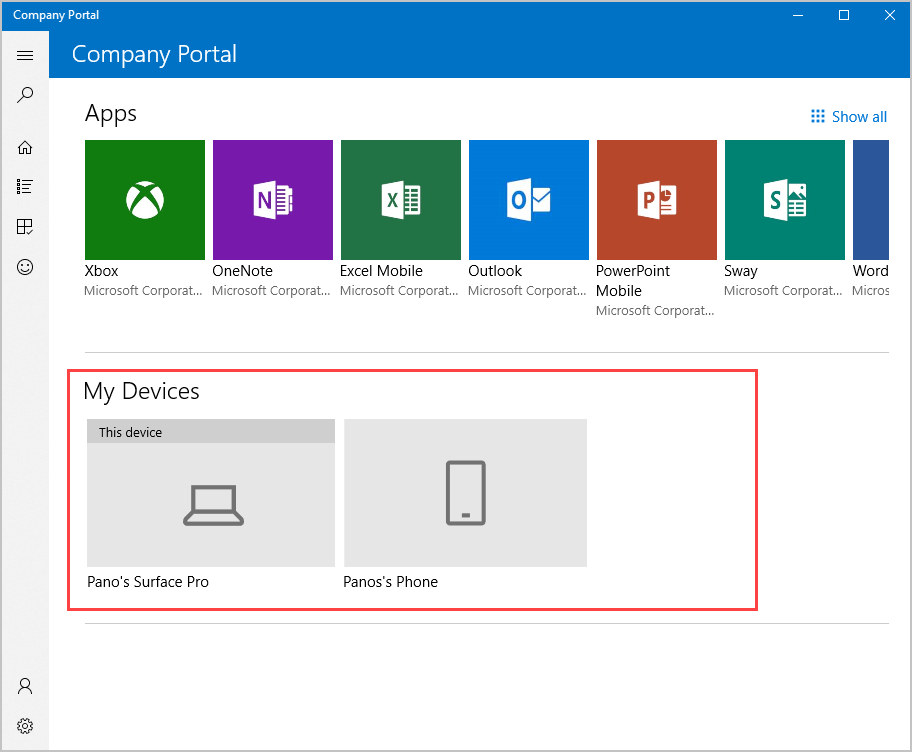 Company Portal
Company Portal
Apps
Show all
Xbox
Microsoft Corporat...
OneNote
Microsoft Corporat...
Excel Mobile
Microsoft Corporat...
Outlook
Microsoft Corporat...
PowerPoint
Mobile
Microsoft Corporat...
Sway
Microsoft Corporat...
Word
Micros
My Devices
This device
Pano's Surface Pro
Panos's Phone